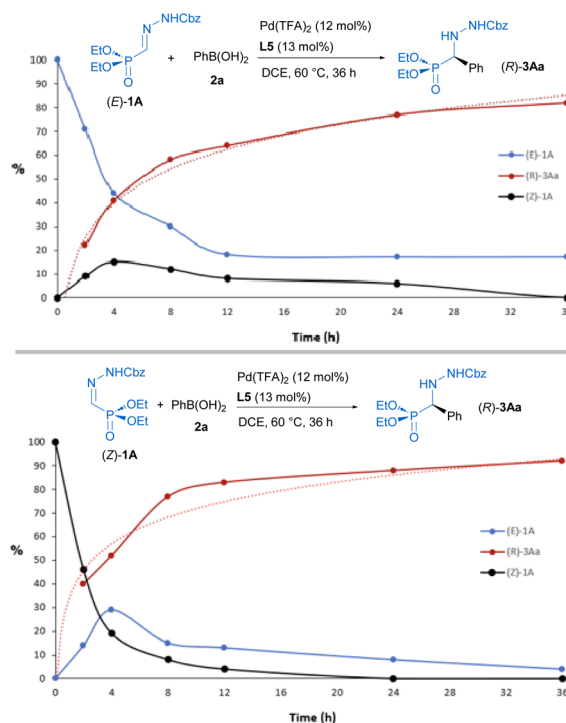 NHCbz
N
EtO
EtO
P
O
(E)-1A
+
PhB(OH)2
2a
Pd(TFA)2 (12 mol%)
L5 (13 mol%)
DCE, 60 °C, 36 h
NHCbz
HN
EtO
EtO
P
Ph
O
(R)-3Aa
100
90
80
70
60
%
50
40
30
20
10
0
(E)-1A
(R)-3Aa
(Z)-1A
0 4 8 12 16 20 24 28 32 36
Time (h)
NHCbz
N
OEt
P
OEt
O
(Z)-1A
+
PhB(OH)2
2a
Pd(TFA)2 (12 mol%)
L5 (13 mol%)
DCE, 60 °C, 36 h
NHCbz
HN
EtO
EtO
P
Ph
O
(R)-3Aa
100
90
80
70
60
%
50
40
30
20
10
0
(E)-1A
(R)-3Aa
(Z)-1A
0 4 8 12 16 20 24 28 32 36
Time (h)